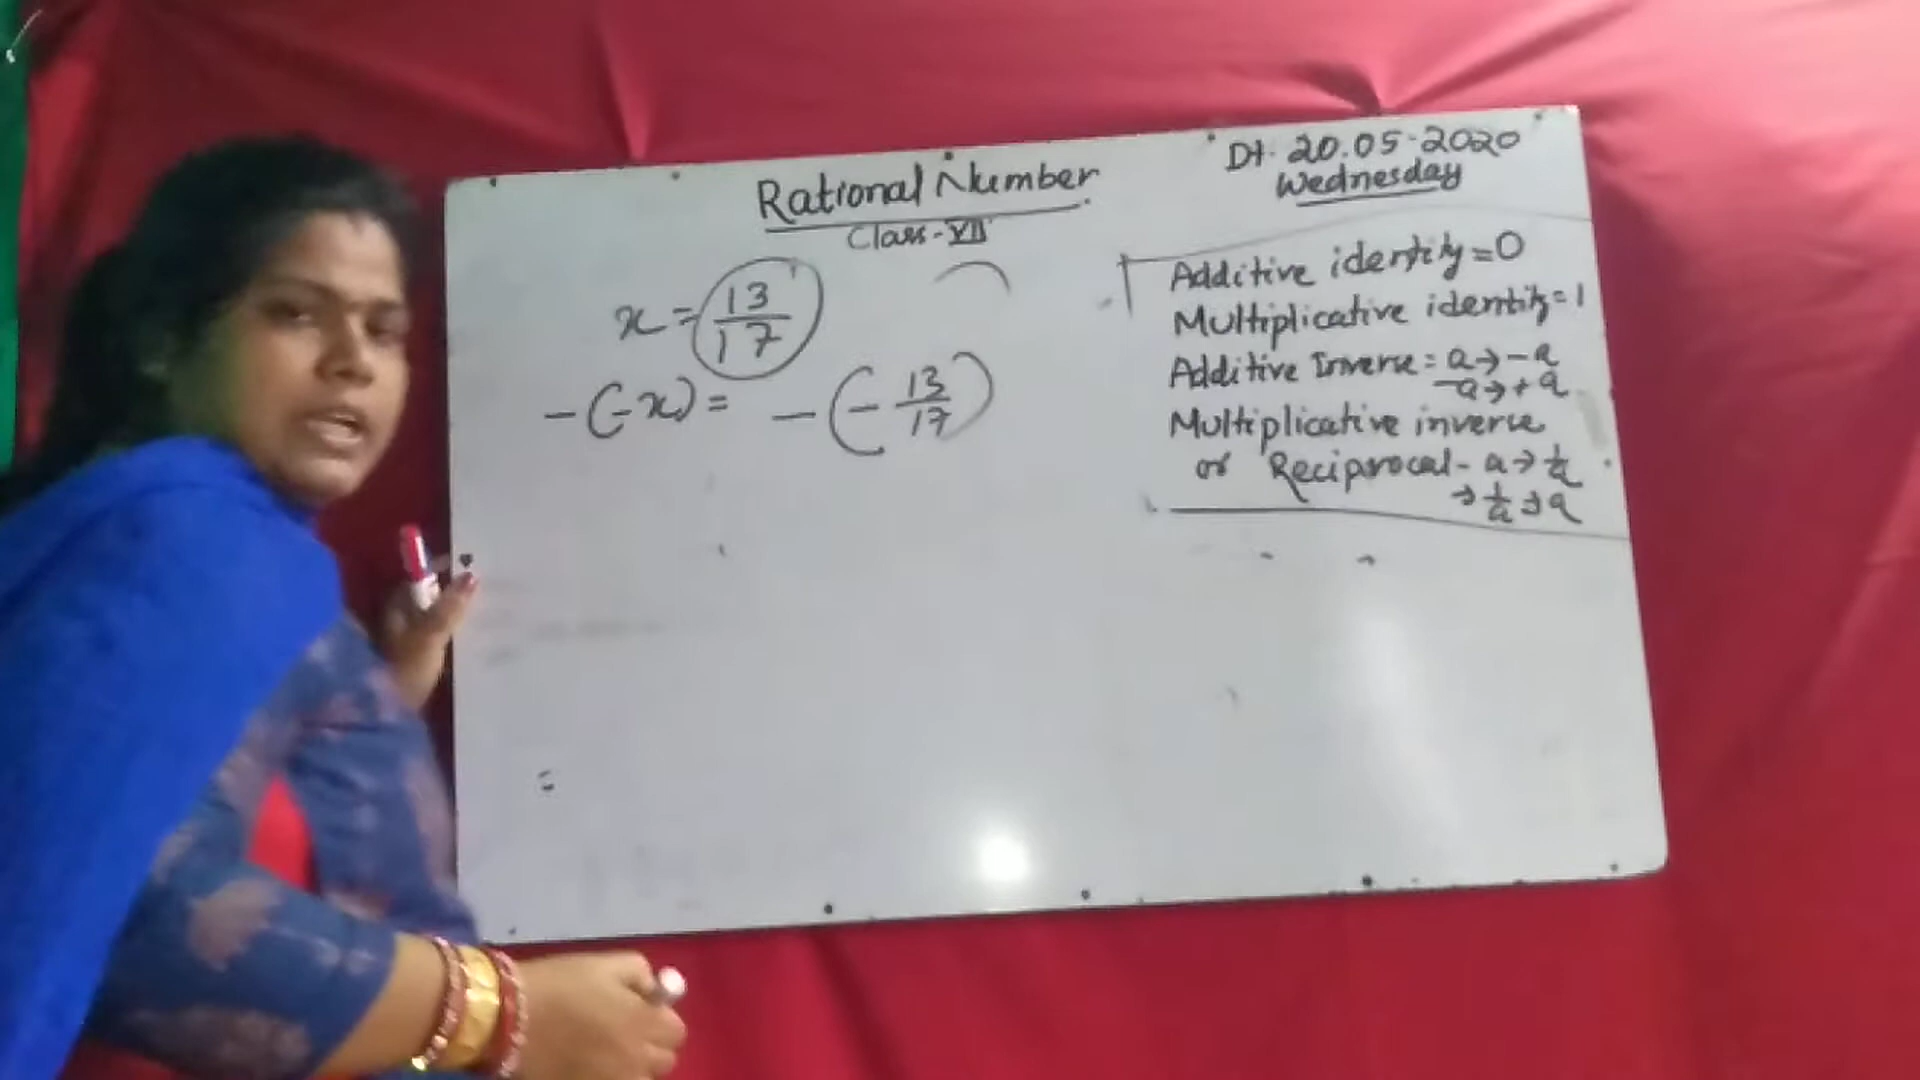 Rational Number
Class-VII
Dt. 20.05.2020
Wednesday
x = 13/17
-(-x) = -(-13/17)
Additive identity = 0
Multiplicative identity = 1
Additive Inverse = a → -a
-a → +a
Multiplicative inverse
or Reciprocal - a → 1/a
→ 1/a → a
=